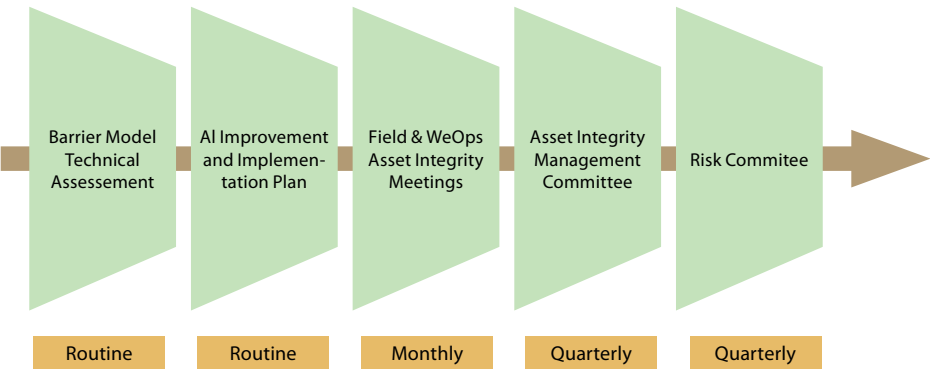 Barrier Model
Technical
Assessement
AI Improvement
and Implemen-
tation Plan
Field & WeOps
Asset Integrity
Meetings
Asset Integrity
Management
Committee
Risk Commitee
Routine
Routine
Monthly
Quarterly
Quarterly